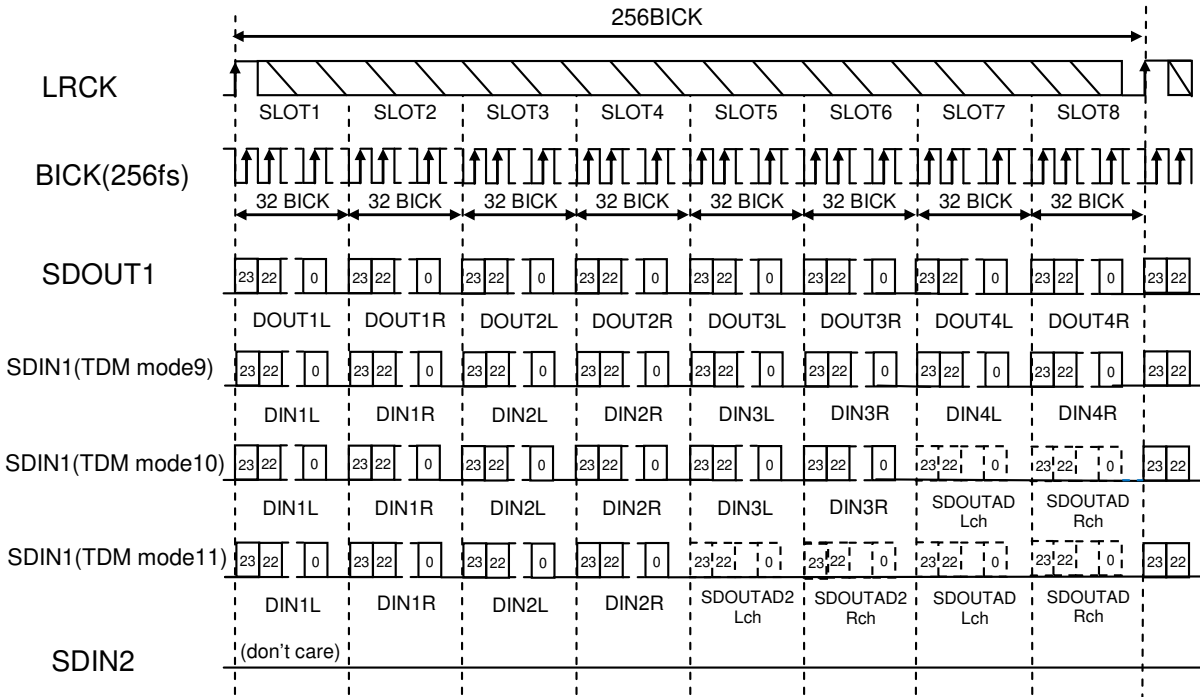 256BICK
LRCK
SLOT1 SLOT2 SLOT3 SLOT4 SLOT5 SLOT6 SLOT7 SLOT8
BICK(256fs)
32 BICK 32 BICK 32 BICK 32 BICK 32 BICK 32 BICK 32 BICK 32 BICK
SDOUT1
23 22 0 23 22 0 23 22 0 23 22 0 23 22 0 23 22 0 23 22 0 23 22 0 23 22
DOUT1L DOUT1R DOUT2L DOUT2R DOUT3L DOUT3R DOUT4L DOUT4R
SDIN1(TDM mode9)
23 22 0 23 22 0 23 22 0 23 22 0 23 22 0 23 22 0 23 22 0 23 22 0 23 22
DIN1L DIN1R DIN2L DIN2R DIN3L DIN3R DIN4L DIN4R
SDIN1(TDM mode10)
23 22 0 23 22 0 23 22 0 23 22 0 23 22 0 23 22 0 23 22 0 23 22 0 23 22
DIN1L DIN1R DIN2L DIN2R DIN3L DIN3R SDOUTAD Lch SDOUTAD Rch
SDIN1(TDM mode11)
23 22 0 23 22 0 23 22 0 23 22 0 23 22 0 23 22 0 23 22 0 23 22 0 23 22
DIN1L DIN1R DIN2L DIN2R SDOUTAD2 Lch SDOUTAD2 Rch SDOUTAD Lch SDOUTAD Rch
SDIN2
(don't care)